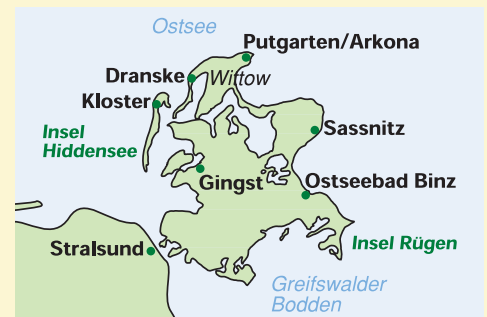 Ostsee
Putgarten/Arkona
Dranske
Wittow
Kloster
Sassnitz
Insel
Hiddensee
Gingst
Ostseebad Binz
Insel Rügen
Stralsund
Greifswalder
Bodden